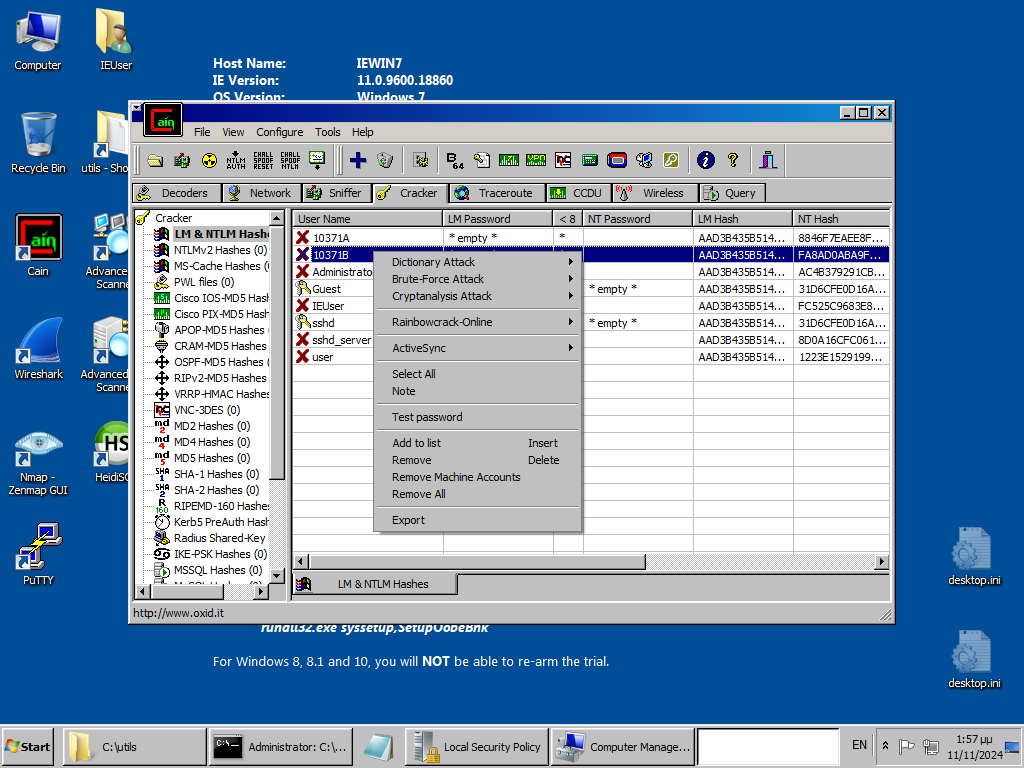 Computer
IEUser
Recycle Bin
utils - Sho
Cain
Advance
Scanne
Wireshark
Advanced
Scanne
Nmap -
Zenmap GUI
HeidiSC
PuTTY
desktop.ini
desktop.ini
Host Name: IEWIN7
IE Version: 11.0.9600.18860
OS Version: Windows 7
File View Configure Tools Help
Decoders Network Sniffer Cracker Traceroute CCDU Wireless Query
Cracker
LM & NTLM Hashe
NTLMv2 Hashes (0)
MS-Cache Hashes (
PWL files (0)
Cisco IOS-MD5 Hash
Cisco PIX-MD5 Hash
APOP-MD5 Hashes
CRAM-MD5 Hashes
OSPF-MD5 Hashes (
RIPv2-MD5 Hashes
VRRP-HMAC Hashes
VNC-3DES (0)
MD2 Hashes (0)
MD4 Hashes (0)
MD5 Hashes (0)
SHA-1 Hashes (0)
SHA-2 Hashes (0)
RIPEMD-160 Hashes
Kerb5 PreAuth Hash
Radius Shared-Key
IKE-PSK Hashes (0)
MSSQL Hashes (0)
User Name LM Password < 8 NT Password LM Hash NT Hash
10371A * empty * * AAD3B435B514... 8846F7EAEE8F...
10371B AAD3B435B514... FA8AD0ABA9F...
Administrato AAD3B435B514... AC4B379291CB...
Guest * empty * AAD3B435B514... 31D6CFE0D16A...
IEUser AAD3B435B514... FC525C9683E8...
sshd * empty * AAD3B435B514... 31D6CFE0D16A...
sshd_server AAD3B435B514... 8D0A16CFC061...
user AAD3B435B514... 1223E1529199...
Dictionary Attack
Brute-Force Attack
Cryptanalysis Attack
Rainbowcrack-Online
ActiveSync
Select All
Note
Test password
Add to list Insert
Remove Delete
Remove Machine Accounts
Remove All
Export
LM & NTLM Hashes
http://www.oxid.it
rundll32.exe syssetup,SetupOobeBnk
For Windows 8, 8.1 and 10, you will NOT be able to re-arm the trial.
Start C:\utils Administrator: C:\... Local Security Policy Computer Manage... EN 1:57 μμ
11/11/2024